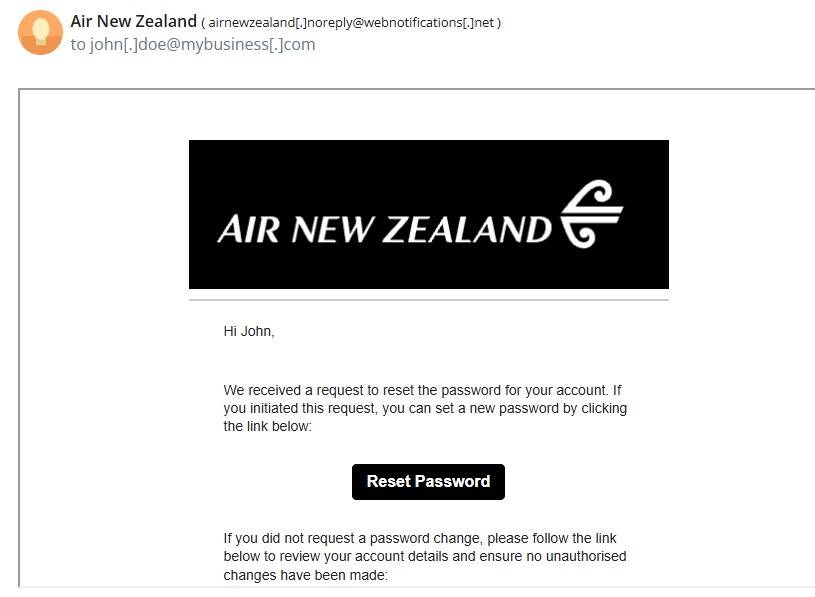 Air New Zealand ( airnewzealand[.]noreply@webnotifications[.]net )
to john[.]doe@mybusiness[.]com
AIR NEW ZEALAND
Hi John,
We received a request to reset the password for your account. If
you initiated this request, you can set a new password by clicking
the link below:
Reset Password
If you did not request a password change, please follow the link
below to review your account details and ensure no unauthorised
changes have been made: